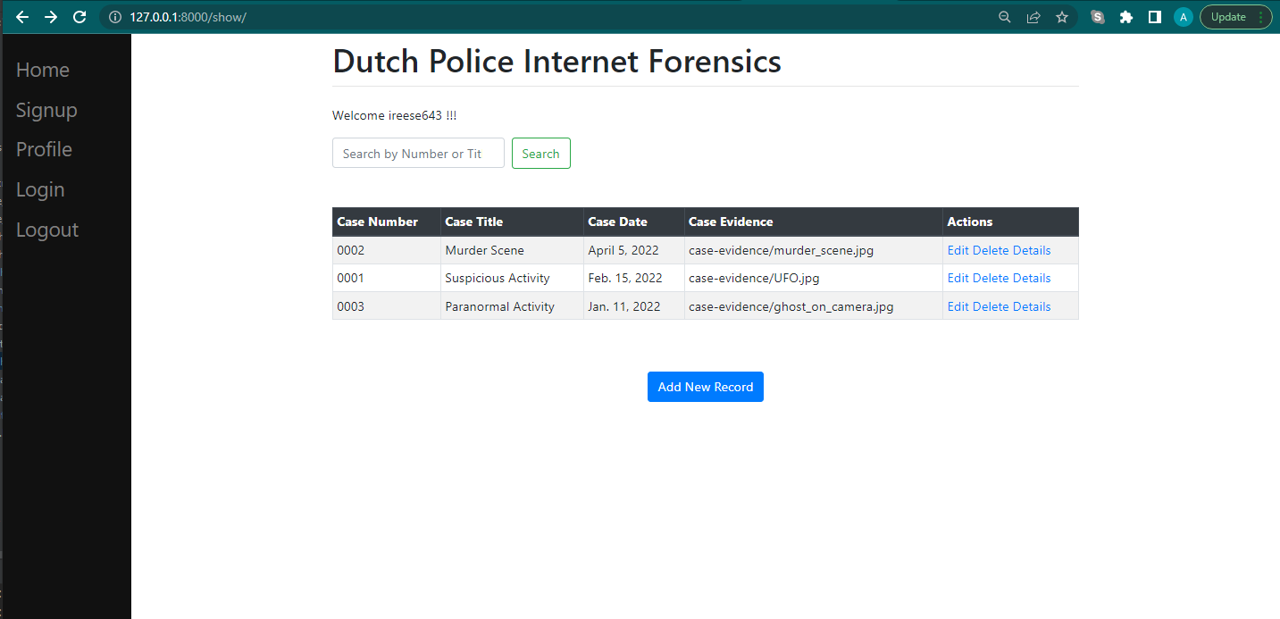 127.0.0.1:8000/show/
A
Update
Home
Signup
Profile
Login
Logout
Dutch Police Internet Forensics
Welcome ireese643 !!!
Search by Number or Tit Search
Case Number Case Title Case Date Case Evidence Actions
0002 Murder Scene April 5, 2022 case-evidence/murder_scene.jpg Edit Delete Details
0001 Suspicious Activity Feb. 15, 2022 case-evidence/UFO.jpg Edit Delete Details
0003 Paranormal Activity Jan. 11, 2022 case-evidence/ghost_on_camera.jpg Edit Delete Details
Add New Record